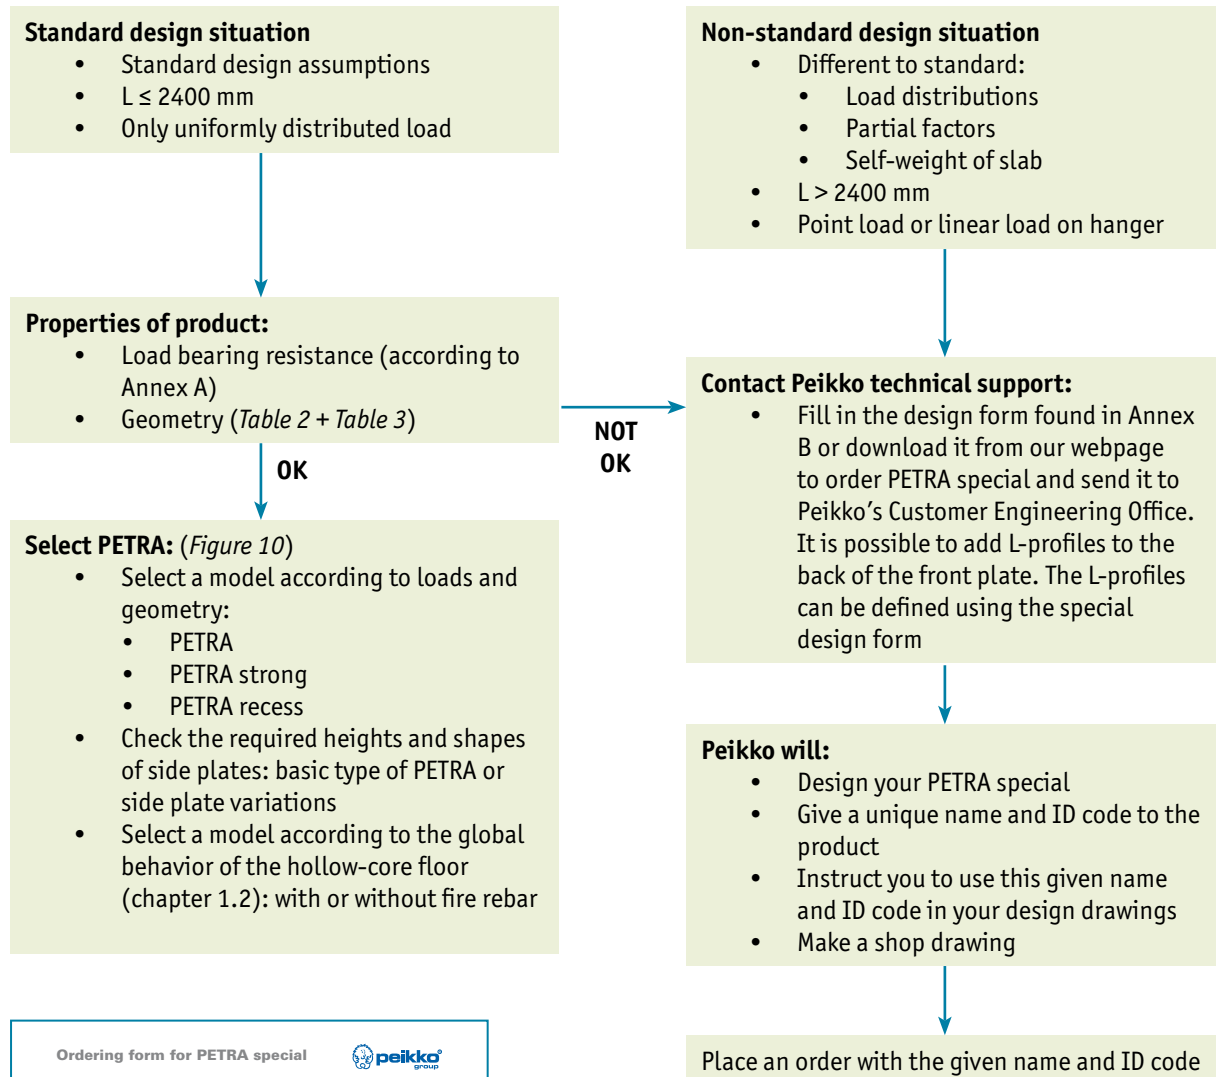 Standard design situation
• Standard design assumptions
• L ≤ 2400 mm
• Only uniformly distributed load
Properties of product:
• Load bearing resistance (according to
Annex A)
• Geometry (Table 2 + Table 3)
OK
NOT
OK
Select PETRA: (Figure 10)
• Select a model according to loads and
geometry:
• PETRA
• PETRA strong
• PETRA recess
• Check the required heights and shapes
of side plates: basic type of PETRA or
side plate variations
• Select a model according to the global
behavior of the hollow-core floor
(chapter 1.2): with or without fire rebar
Non-standard design situation
• Different to standard:
• Load distributions
• Partial factors
• Self-weight of slab
• L > 2400 mm
• Point load or linear load on hanger
Contact Peikko technical support:
• Fill in the design form found in Annex
B or download it from our webpage
to order PETRA special and send it to
Peikko’s Customer Engineering Office.
It is possible to add L-profiles to the
back of the front plate. The L-profiles
can be defined using the special
design form
Peikko will:
• Design your PETRA special
• Give a unique name and ID code to the
product
• Instruct you to use this given name
and ID code in your design drawings
• Make a shop drawing
Place an order with the given name and ID code
Ordering form for PETRA special
peikko®
group